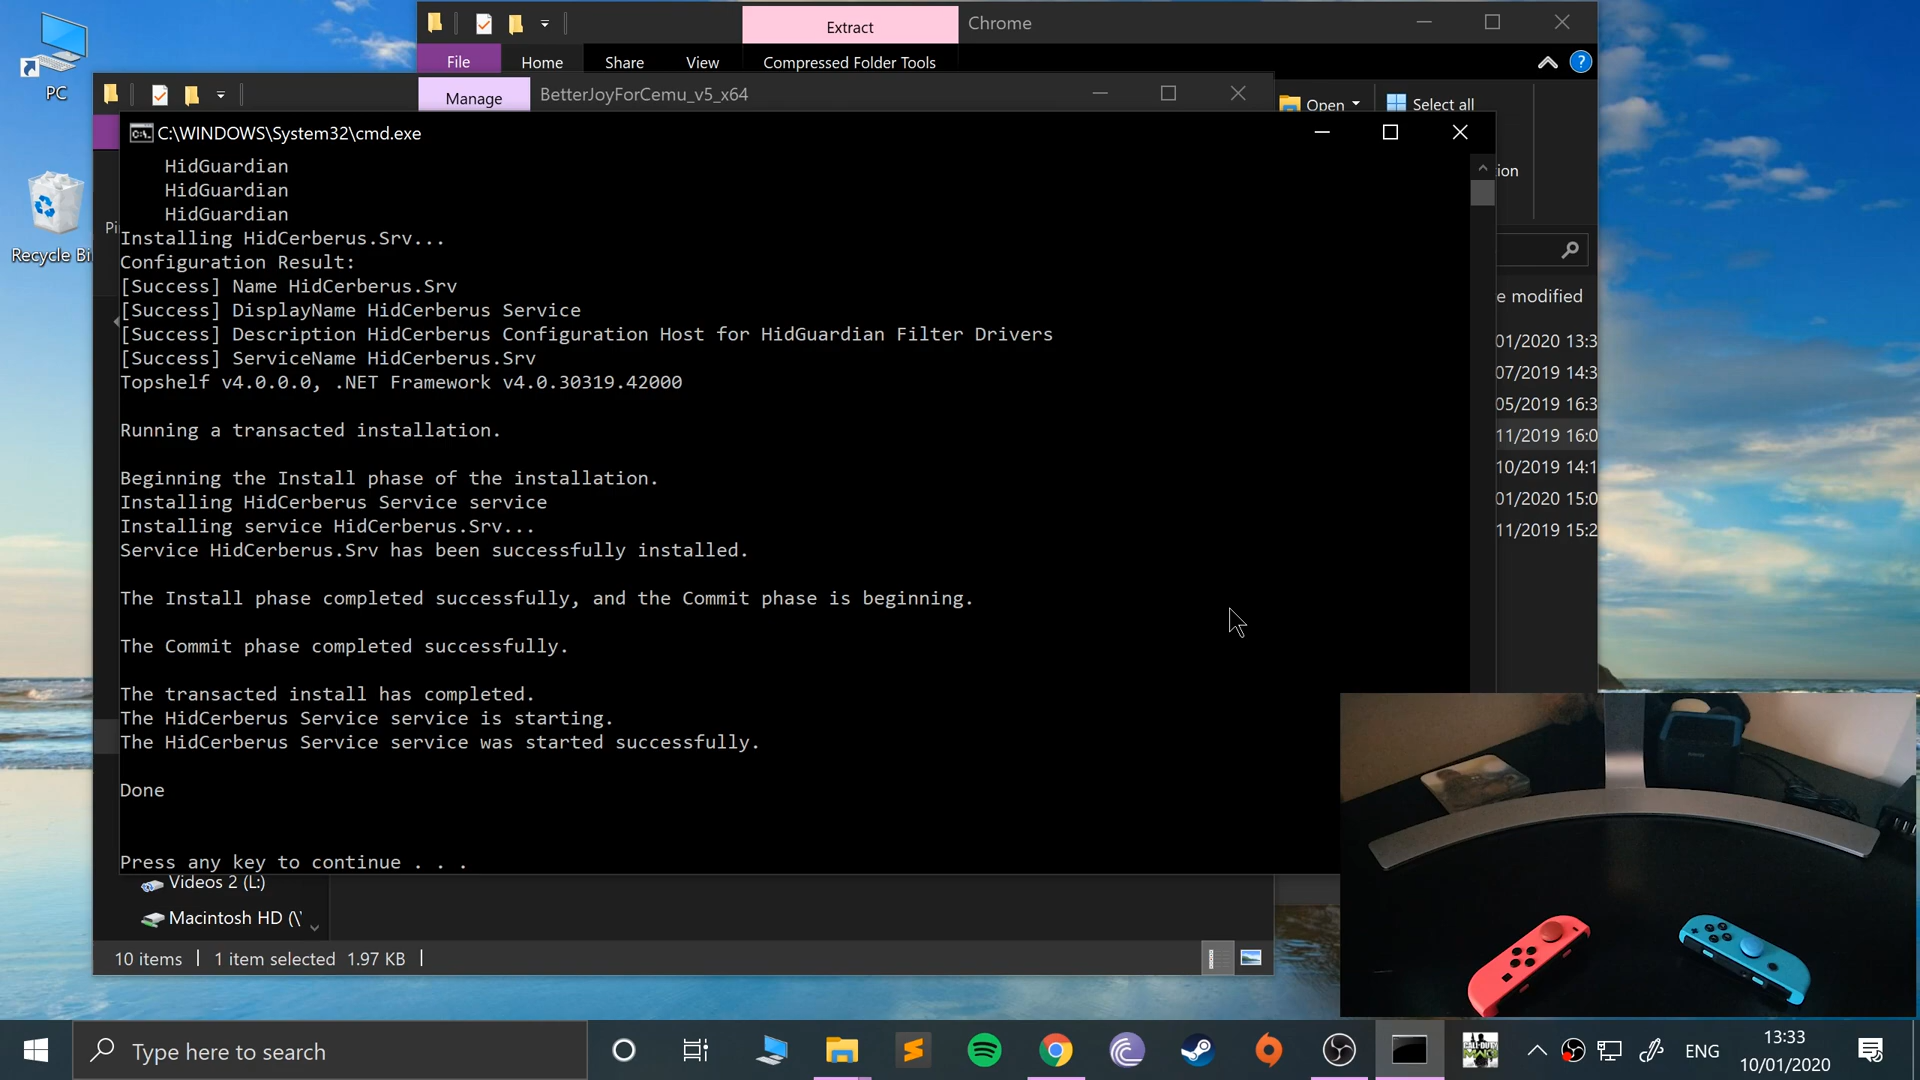 Extract
Chrome
File
Home
Share
View
Compressed Folder Tools
PC
Manage
BetterJoyForCemu_v5_x64
Open
Select all
C:\WINDOWS\System32\cmd.exe
ion
HidGuardian
HidGuardian
HidGuardian
Pi
Installing HidCerberus.Srv...
Recycle Bi
Configuration Result:
[Success] Name HidCerberus.Srv
e modified
[Success] DisplayName HidCerberus Service
[Success] Description HidCerberus Configuration Host for HidGuardian Filter Drivers
01/2020 13:3
[Success] ServiceName HidCerberus.Srv
07/2019 14:3
Topshelf v4.0.0.0, .NET Framework v4.0.30319.42000
05/2019 16:3
Running a transacted installation.
11/2019 16:0
10/2019 14:1
Beginning the Install phase of the installation.
01/2020 15:0
Installing HidCerberus Service service
Installing service HidCerberus.Srv...
11/2019 15:2
Service HidCerberus.Srv has been successfully installed.
The Install phase completed successfully, and the Commit phase is beginning.
The Commit phase completed successfully.
The transacted install has completed.
The HidCerberus Service service is starting.
The HidCerberus Service service was started successfully.
Done
Press any key to continue . . .
Videos 2 (L:)
Macintosh HD (\'
10 items
1 item selected 1.97 KB
Type here to search
ENG
13:33
10/01/2020